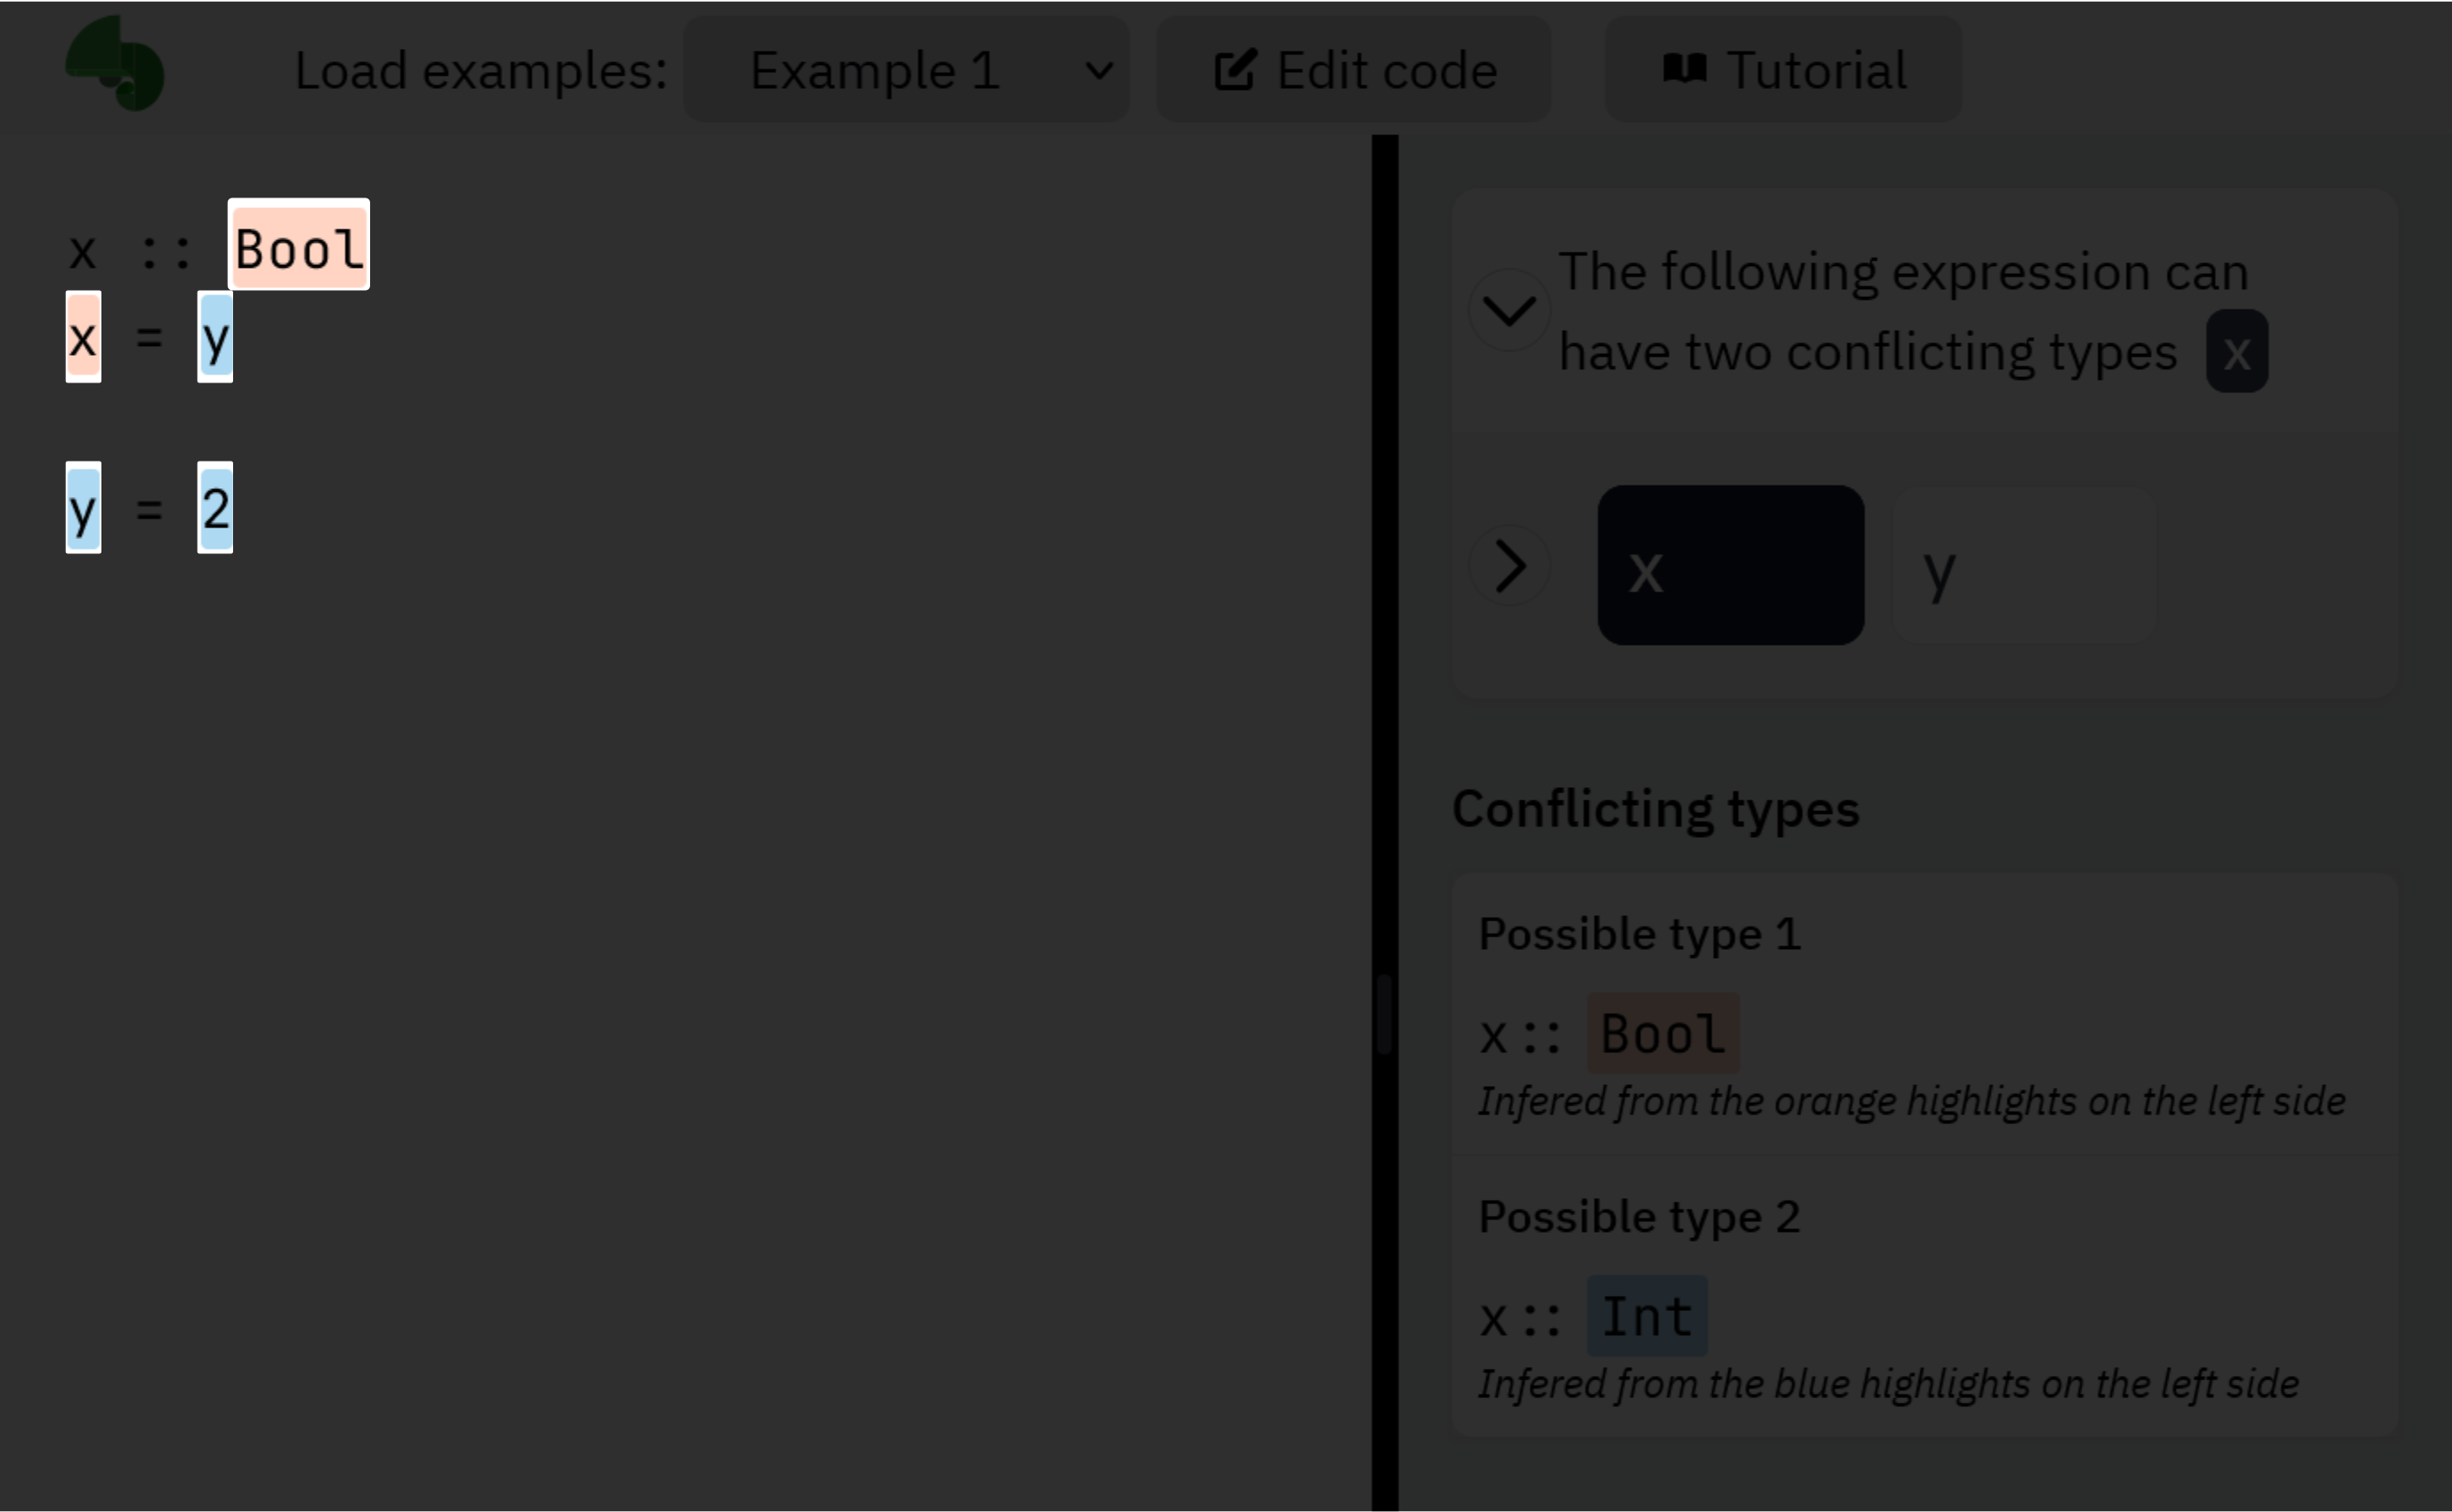 Load examples: Example 1 Edit code Tutorial
x :: Bool
x = y
y = 2
The following expression can
have two conflicting types x
x y
Conflicting types
Possible type 1
x :: Bool
Infered from the orange highlights on the left side
Possible type 2
x :: Int
Infered from the blue highlights on the left side